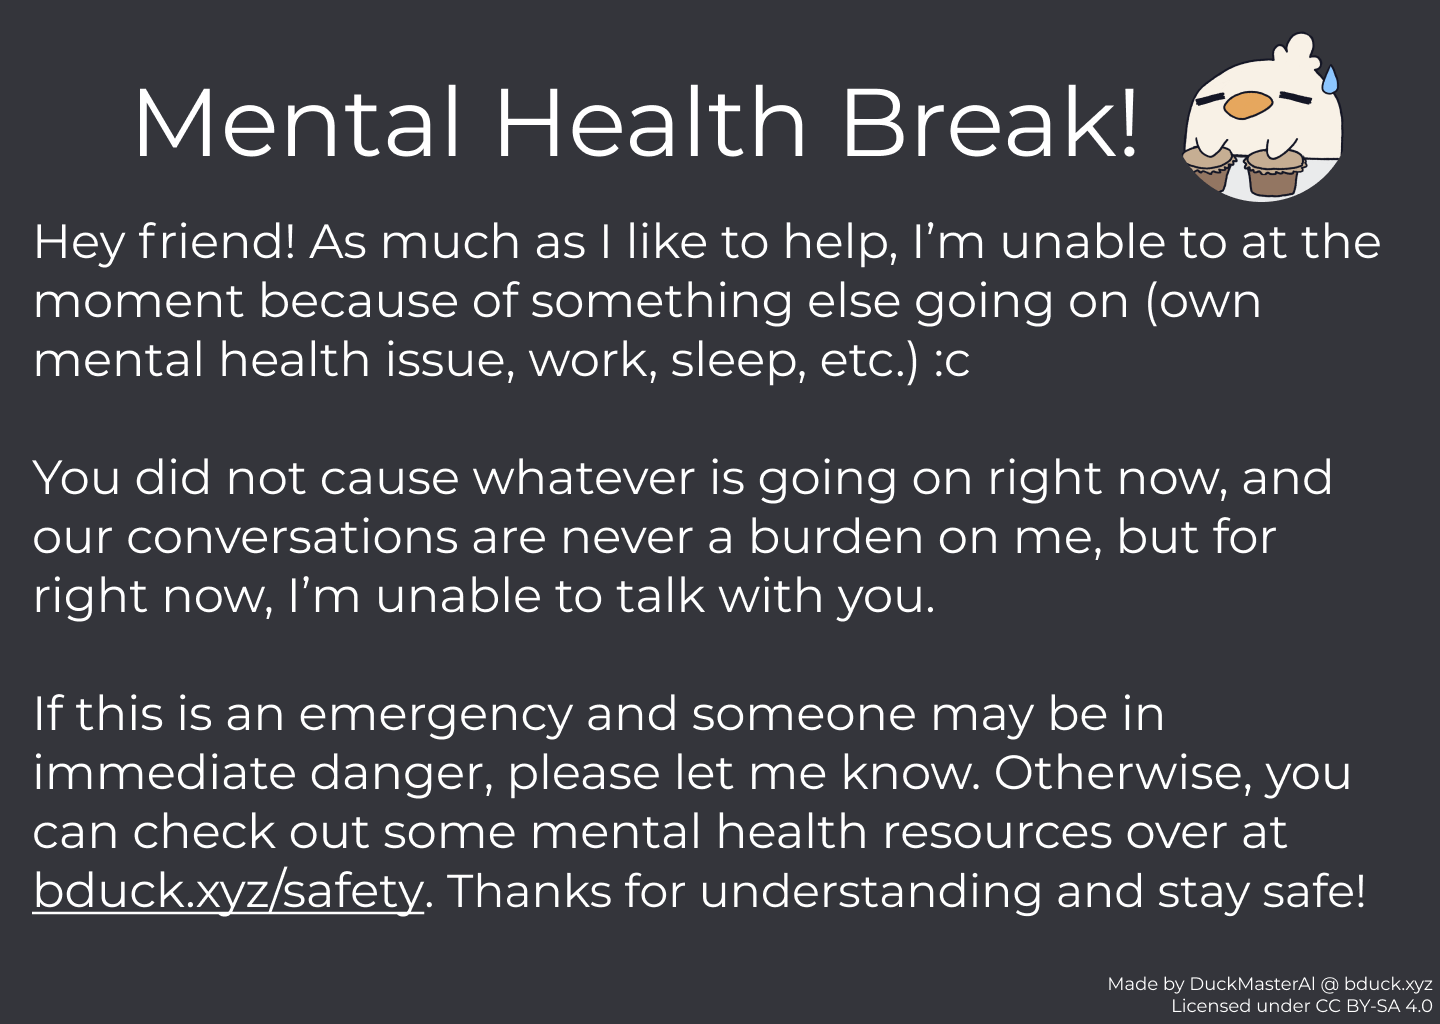 Mental Health Break!
Hey friend! As much as I like to help, I’m unable to at the
moment because of something else going on (own
mental health issue, work, sleep, etc.) :c
You did not cause whatever is going on right now, and
our conversations are never a burden on me, but for
right now, I’m unable to talk with you.
If this is an emergency and someone may be in
immediate danger, please let me know. Otherwise, you
can check out some mental health resources over at
bduck.xyz/safety. Thanks for understanding and stay safe!
Made by DuckMasterAl @ bduck.xyz
Licensed under CC BY-SA 4.0